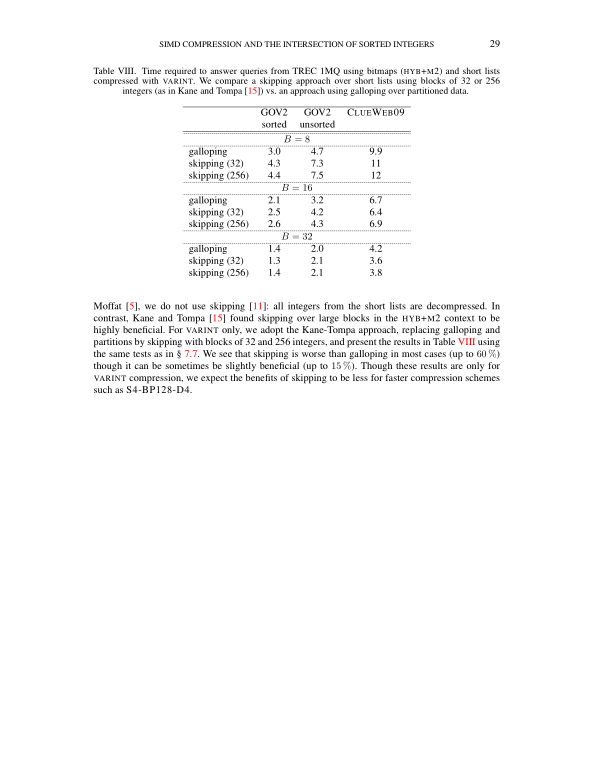 SIMD COMPRESSION AND THE INTERSECTION OF SORTED INTEGERS 29
Table VIII. Time required to answer queries from TREC 1MQ using bitmaps (HYB+M2) and short lists
compressed with VARINT. We compare a skipping approach over short lists using blocks of 32 or 256
integers (as in Kane and Tompa [15]) vs. an approach using galloping over partitioned data.
GOV2 GOV2 CLUEWEB09
sorted unsorted
B = 8
galloping 3.0 4.7 9.9
skipping (32) 4.3 7.3 11
skipping (256) 4.4 7.5 12
B = 16
galloping 2.1 3.2 6.7
skipping (32) 2.5 4.2 6.4
skipping (256) 2.6 4.3 6.9
B = 32
galloping 1.4 2.0 4.2
skipping (32) 1.3 2.1 3.6
skipping (256) 1.4 2.1 3.8
Moffat [5], we do not use skipping [11]: all integers from the short lists are decompressed. In
contrast, Kane and Tompa [15] found skipping over large blocks in the HYB+M2 context to be
highly beneficial. For VARINT only, we adopt the Kane-Tompa approach, replacing galloping and
partitions by skipping with blocks of 32 and 256 integers, and present the results in Table VIII using
the same tests as in § 7.7. We see that skipping is worse than galloping in most cases (up to 60 %)
though it can be sometimes be slightly beneficial (up to 15 %). Though these results are only for
VARINT compression, we expect the benefits of skipping to be less for faster compression schemes
such as S4-BP128-D4.